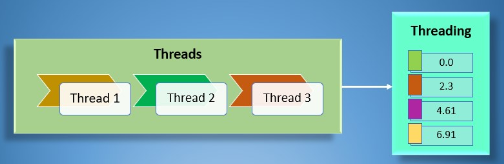 Threads
Thread 1
Thread 2
Thread 3
Threading
0.0
2.3
4.61
6.91